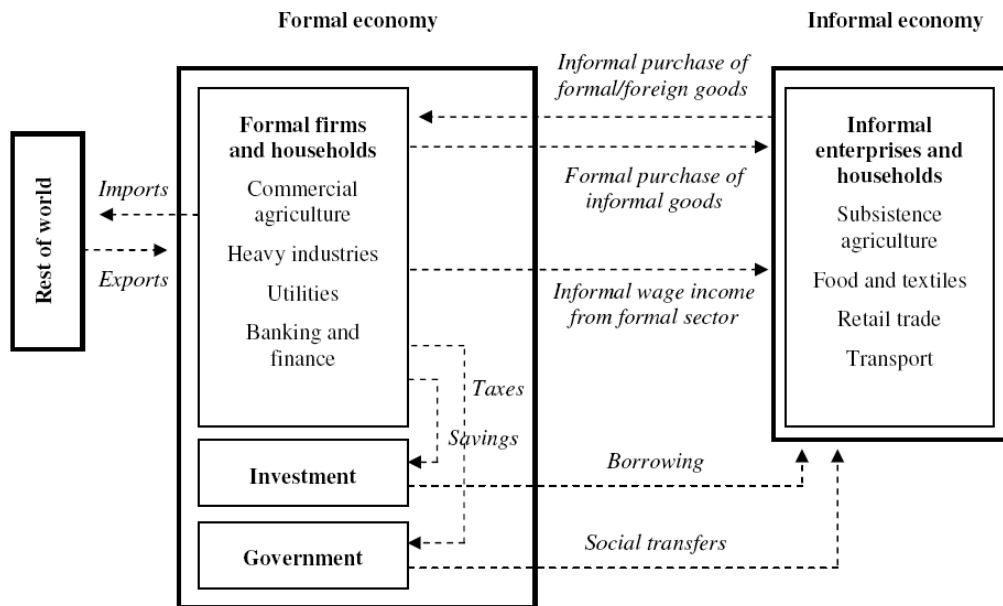 Formal economy
Informal economy
Informal purchase of
formal/foreign goods
Formal firms
and households
Commercial
agriculture
Heavy industries
Utilities
Banking and
finance
Rest of world
Imports
Exports
Formal purchase of
informal goods
Informal wage income
from formal sector
Informal
enterprises and
households
Subsistence
agriculture
Food and textiles
Retail trade
Transport
Taxes
Savings
Investment
Borrowing
Government
Social transfers